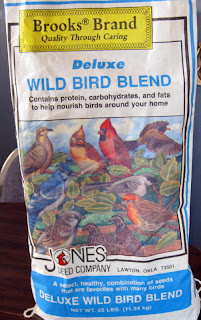 Brooks® Brand
Quality Through Caring
Deluxe
WILD BIRD BLEND
Contains protein, carbohydrates, and fats
to help nourish birds around your home
JONES
SEED COMPANY
LAWTON, OKLA. 73501
A select, healthy, combination of seeds
that are favorites with many birds
DELUXE WILD BIRD BLEND
NET WT. 25 LBS. (11.34 kg)